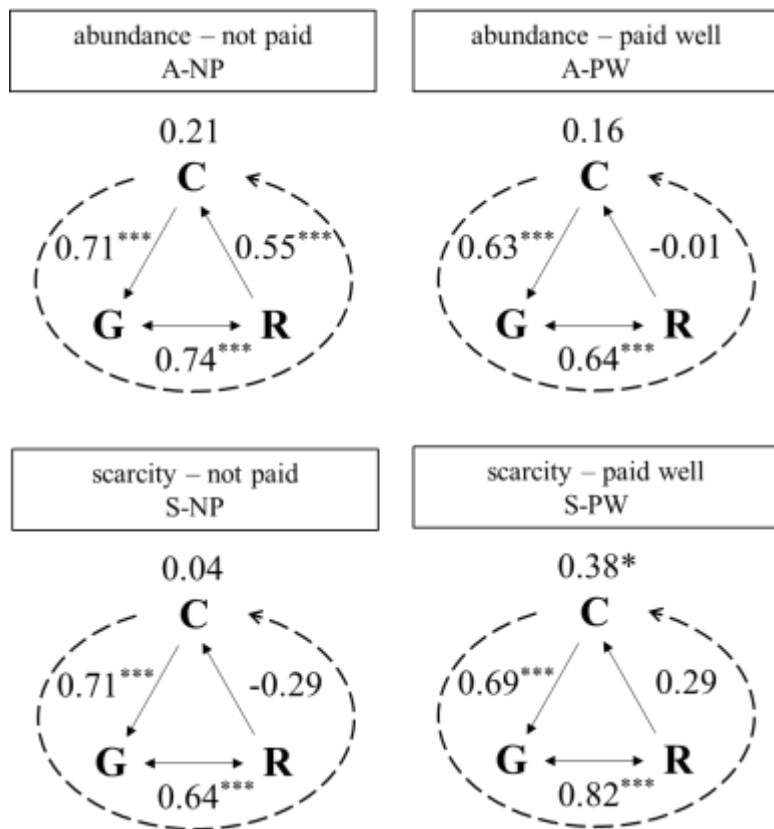 abundance – not paid
A-NP
abundance – paid well
A-PW
0.21
C
0.71***
0.55***
G
R
0.74***
0.16
C
0.63***
-0.01
G
R
0.64***
scarcity – not paid
S-NP
scarcity – paid well
S-PW
0.04
C
0.71***
-0.29
G
R
0.64***
0.38*
C
0.69***
0.29
G
R
0.82***